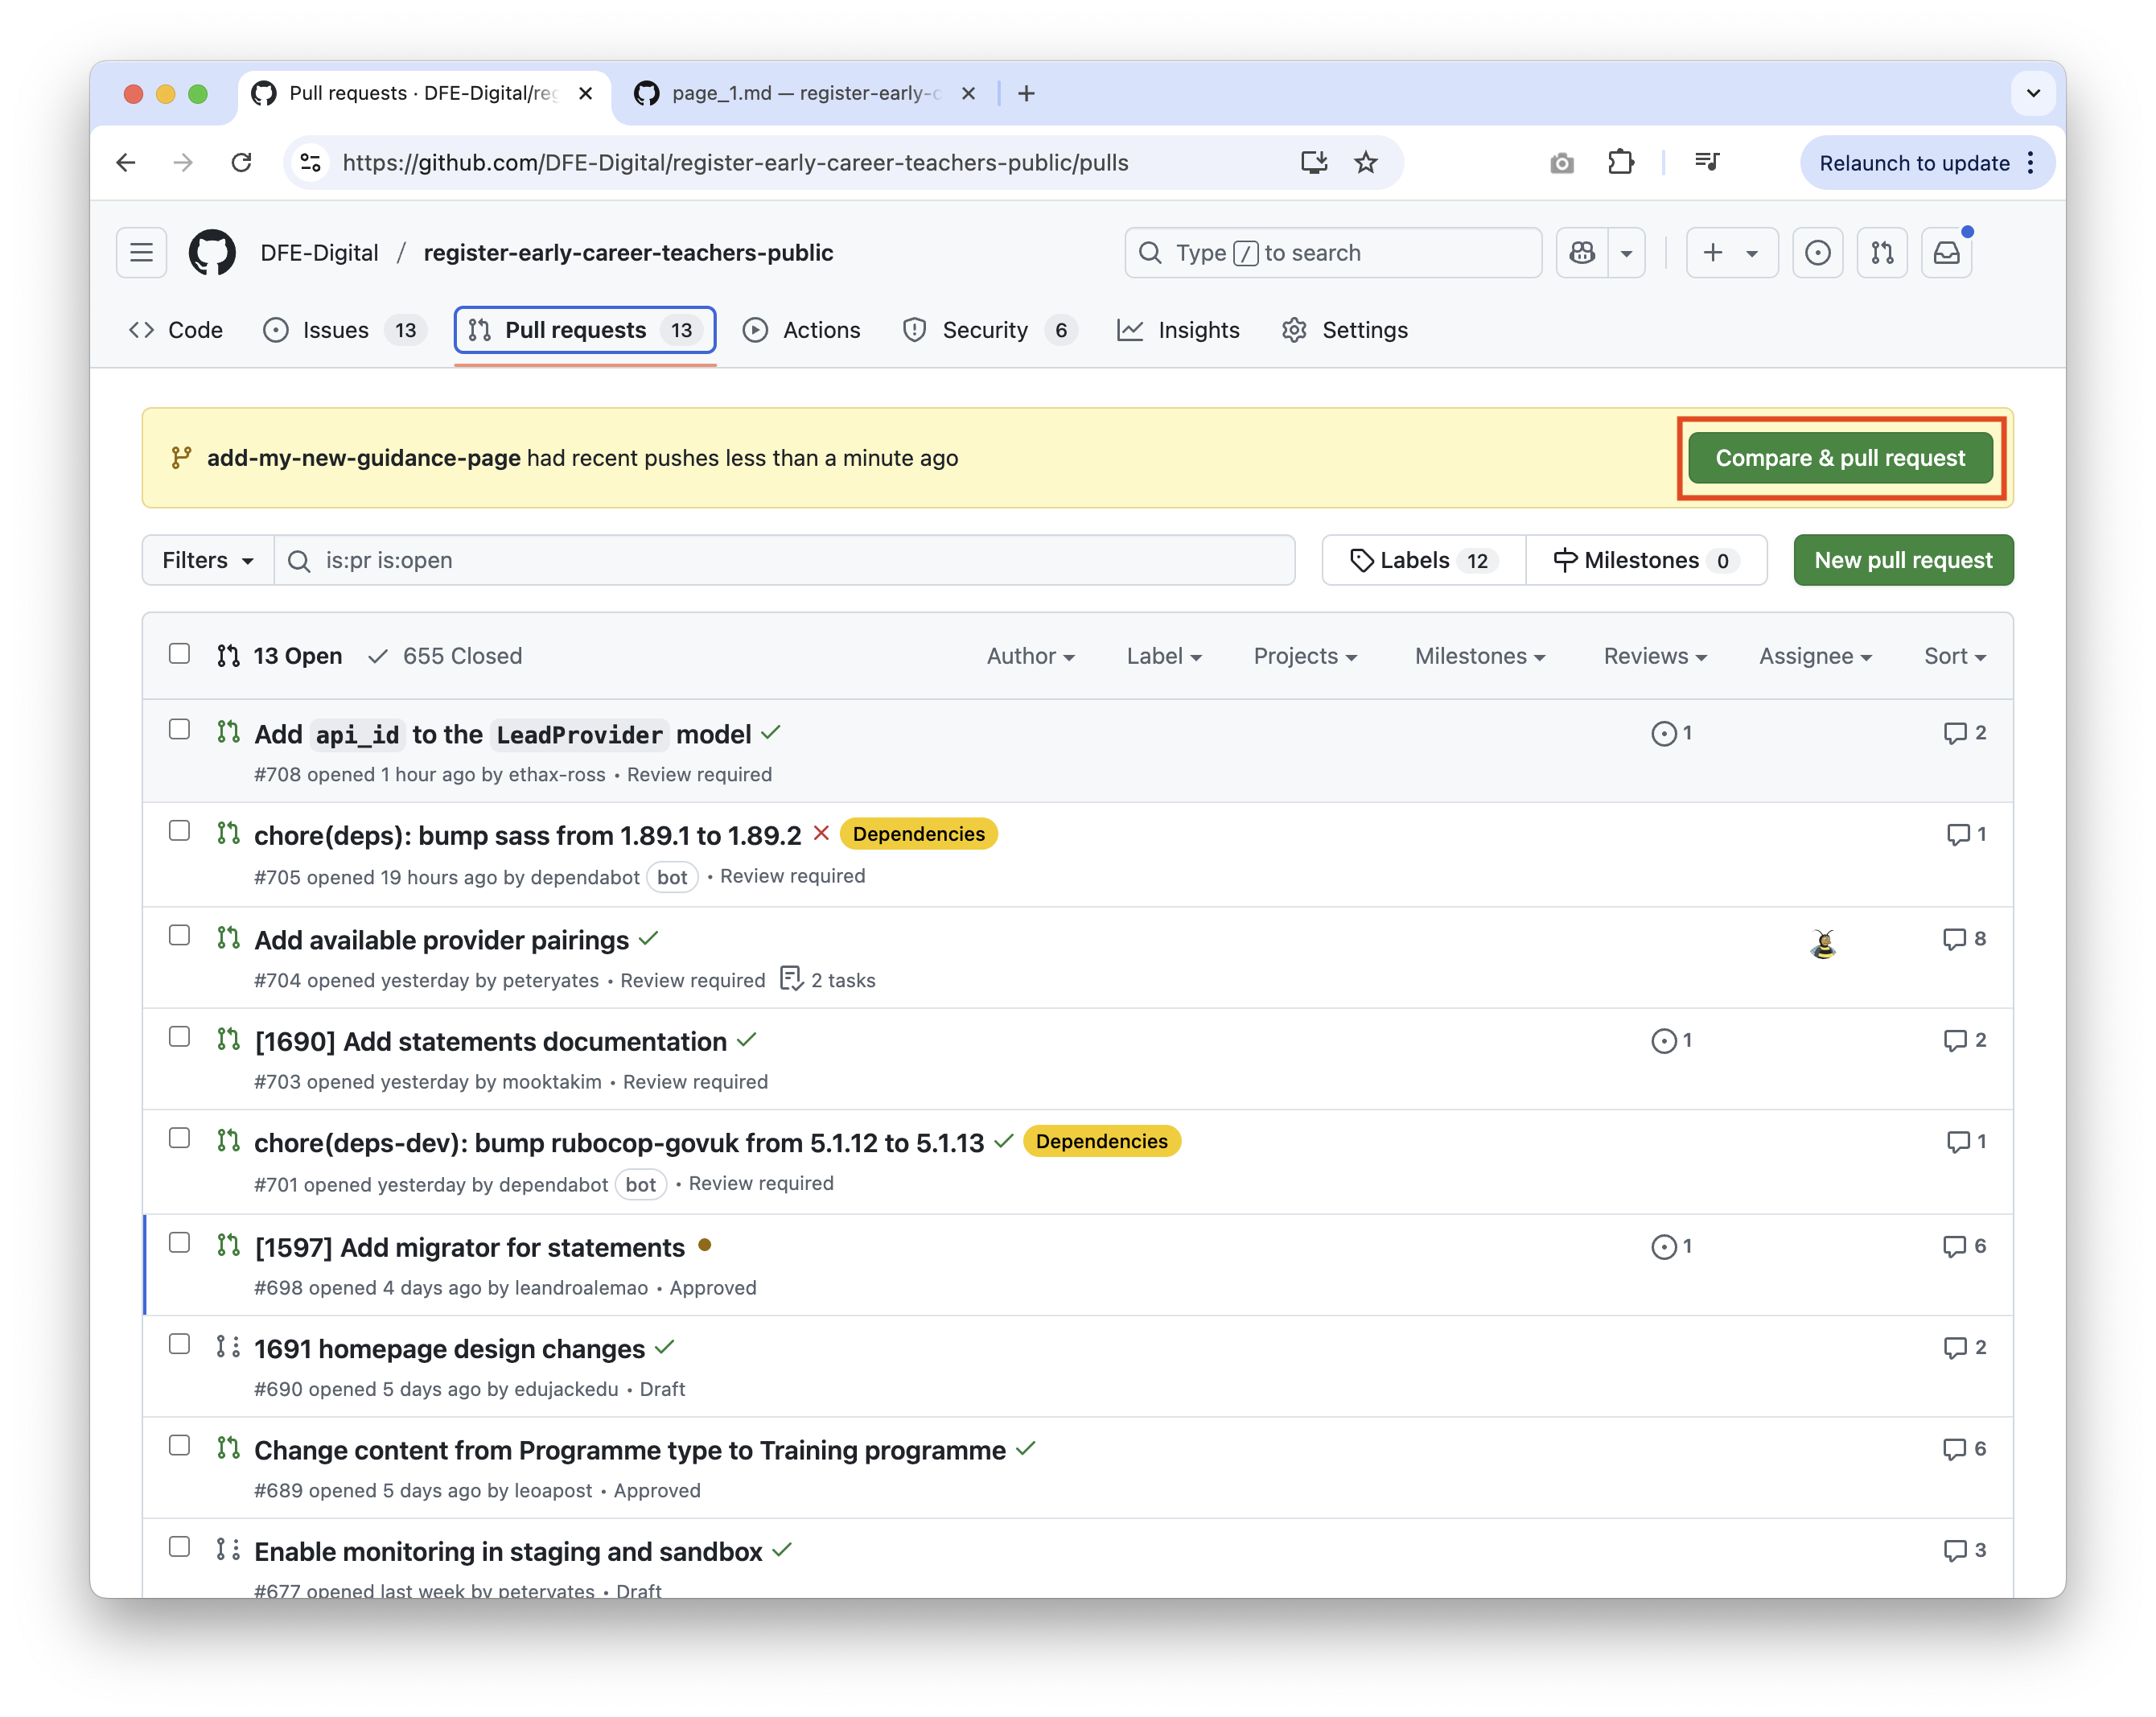 Pull requests · DFE-Digital/reg
page_1.md — register-early-c
https://github.com/DFE-Digital/register-early-career-teachers-public/pulls
Relaunch to update
DFE-Digital / register-early-career-teachers-public
Type / to search
Code
Issues 13
Pull requests 13
Actions
Security 6
Insights
Settings
add-my-new-guidance-page had recent pushes less than a minute ago
Compare & pull request
Filters
is:pr is:open
Labels 12
Milestones 0
New pull request
13 Open
655 Closed
Author
Label
Projects
Milestones
Reviews
Assignee
Sort
Add api_id to the LeadProvider model
1
2
#708 opened 1 hour ago by ethax-ross • Review required
chore(deps): bump sass from 1.89.1 to 1.89.2
Dependencies
1
#705 opened 19 hours ago by dependabot bot • Review required
Add available provider pairings
8
#704 opened yesterday by peteryates • Review required 2 tasks
[1690] Add statements documentation
1
2
#703 opened yesterday by mooktakim • Review required
chore(deps-dev): bump rubocop-govuk from 5.1.12 to 5.1.13
Dependencies
1
#701 opened yesterday by dependabot bot • Review required
[1597] Add migrator for statements
1
6
#698 opened 4 days ago by leandroalemao • Approved
1691 homepage design changes
2
#690 opened 5 days ago by edujackedu • Draft
Change content from Programme type to Training programme
6
#689 opened 5 days ago by leoapost • Approved
Enable monitoring in staging and sandbox
3
#677 opened last week by peteryates • Draft